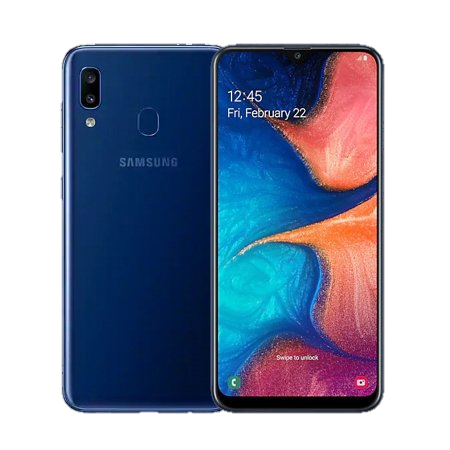 SAMSUNG
12:45
Fri, February 22
Swipe to unlock